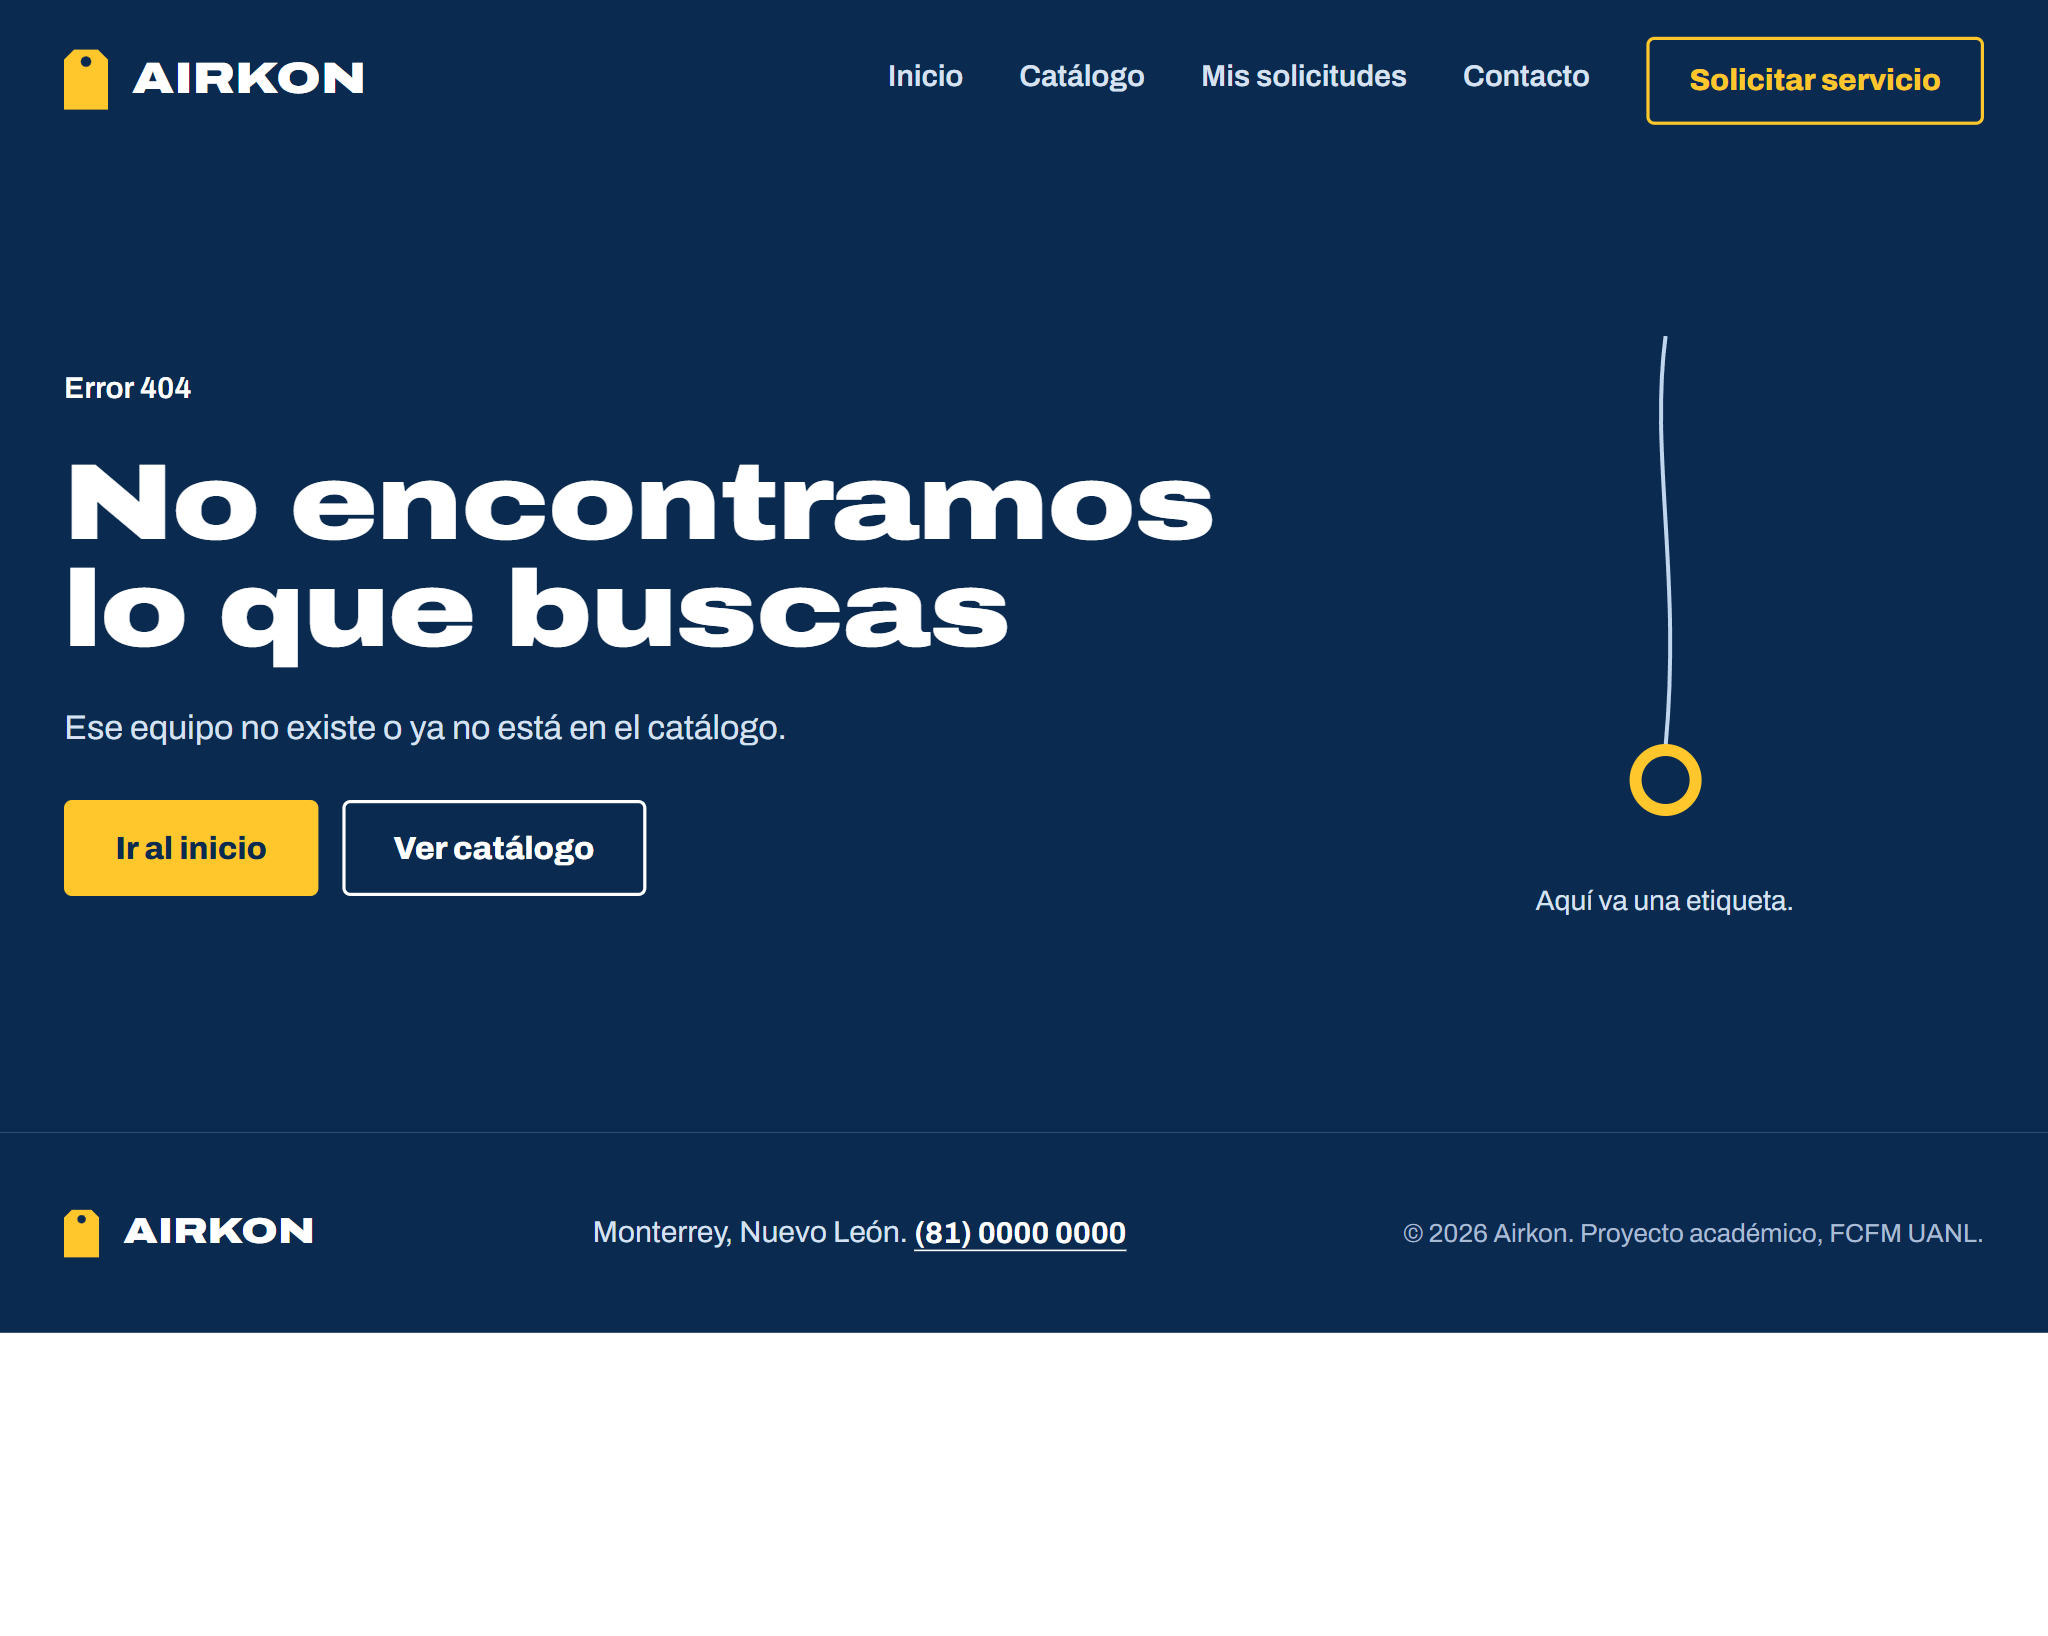 AIRKON
Inicio
Catálogo
Mis solicitudes
Contacto
Solicitar servicio
Error 404
No encontramos
lo que buscas
Ese equipo no existe o ya no está en el catálogo.
Ir al inicio
Ver catálogo
Aquí va una etiqueta.
AIRKON
Monterrey, Nuevo León. (81) 0000 0000
© 2026 Airkon. Proyecto académico, FCFM UANL.